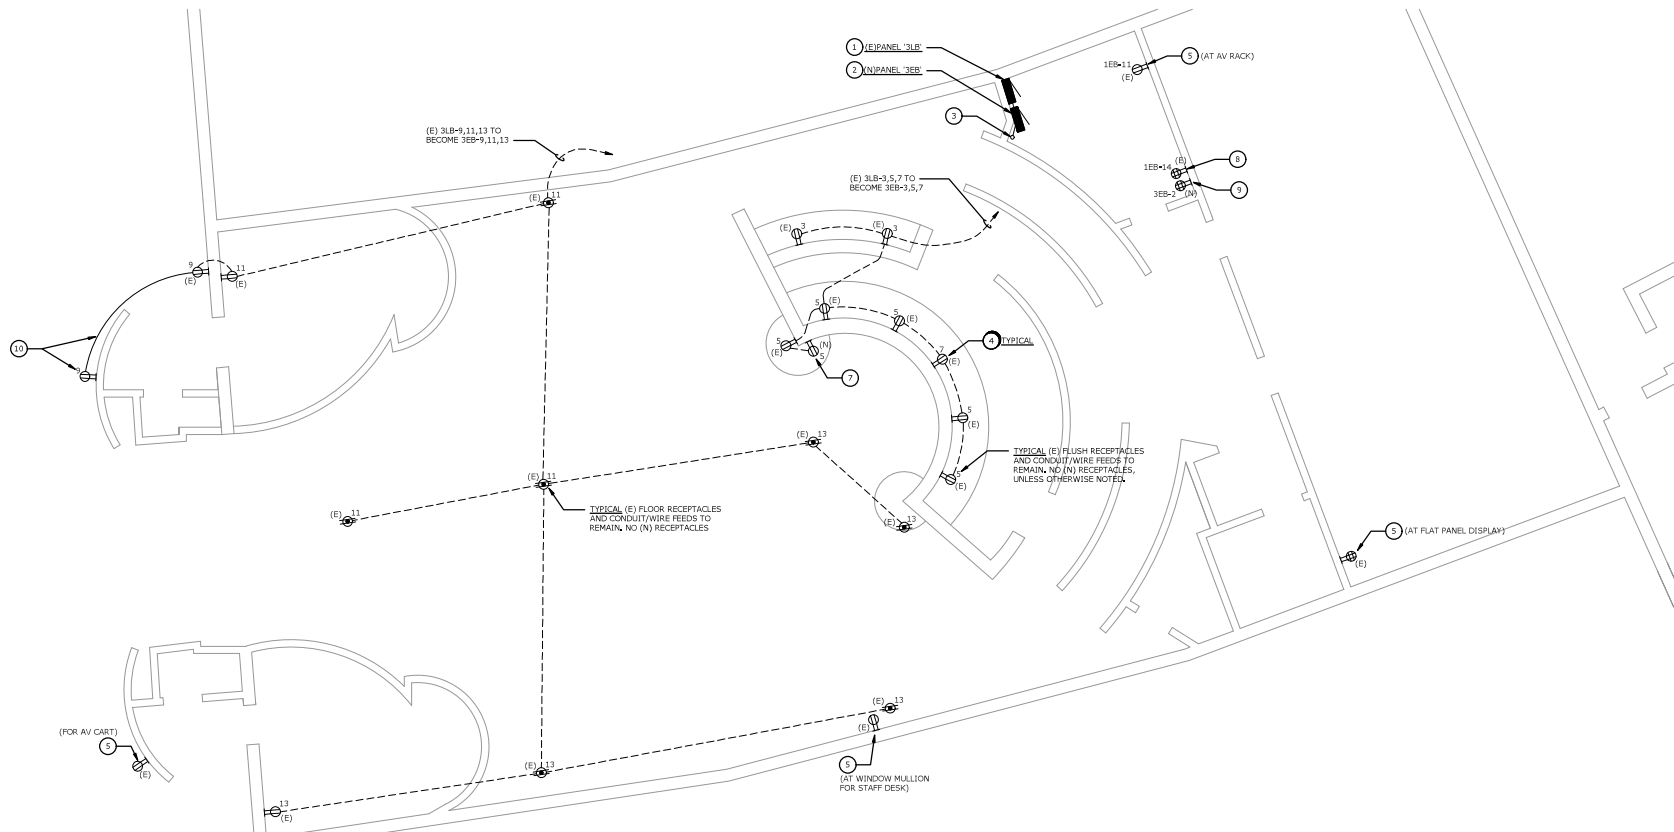 1 (E)PANEL '3LB'
2 (N)PANEL '3EB'
3
1EB-11
(E)
5 (AT AV RACK)
(E) 3LB-9,11,13 TO
BECOME 3EB-9,11,13
(E) 3LB-3,5,7 TO
BECOME 3EB-3,5,7
1EB-14
(E)
8
3EB-2
(N)
9
(E) 11
(E) 3
(E) 3
9
(E)
11
(E)
5 (E)
5
(E)
5
(E)
(N)
5
7
7
(E)
4 TYPICAL
10
9
5
(E)
(E) 13
5
(E)
TYPICAL (E) FLUSH RECEPTACLES
AND CONDUIT/WIRE FEEDS TO
REMAIN. NO (N) RECEPTACLES,
UNLESS OTHERWISE NOTED.
(E) 11
(E) 11
TYPICAL (E) FLOOR RECEPTACLES
AND CONDUIT/WIRE FEEDS TO
REMAIN. NO (N) RECEPTACLES
(E) 13
5 (AT FLAT PANEL DISPLAY)
(E)
(FOR AV CART)
5
(E)
(E) 13
(E)
5
(AT WINDOW MULLION
FOR STAFF DESK)
(E) 13
13
(E)